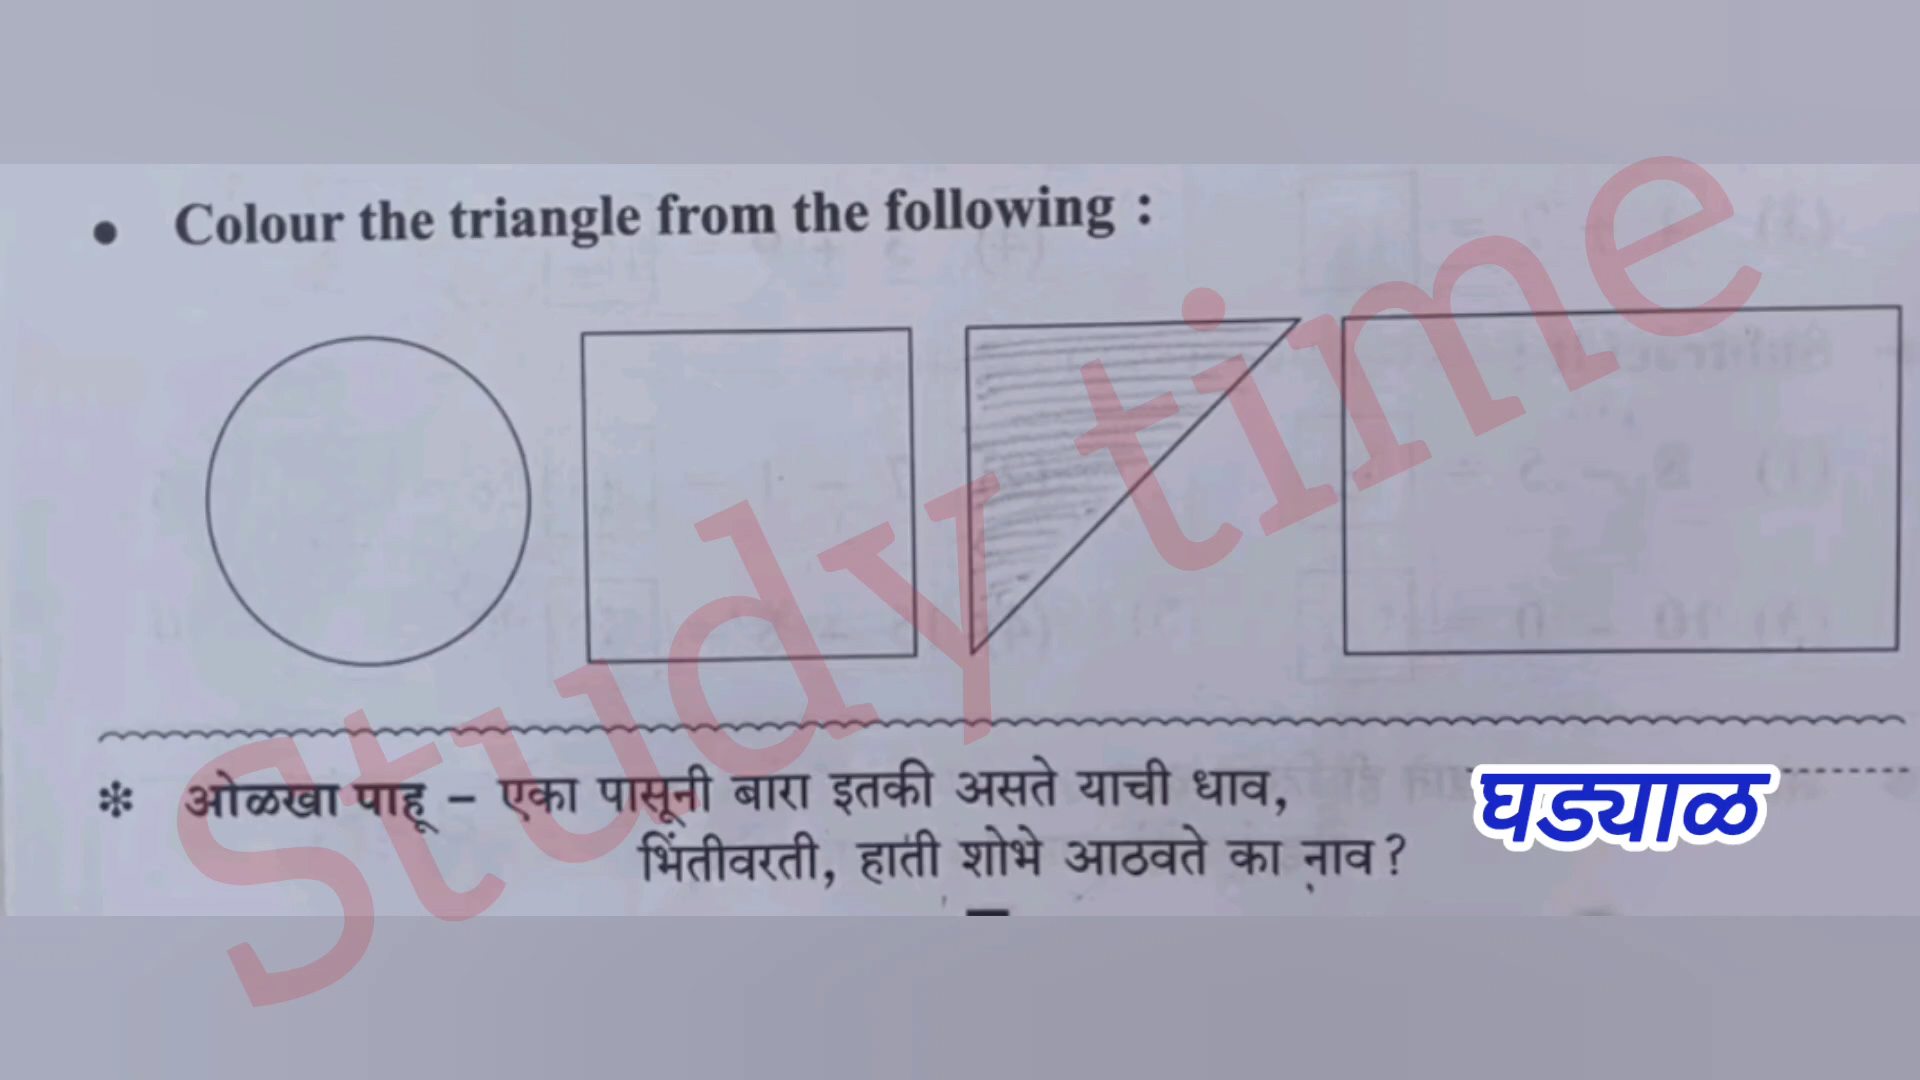 • Colour the triangle from the following :
Study time
* ओळखा पाहू – एका पासूनी बारा इतकी असते याची धाव,
घड्याळ
भिंतीवरती, हाती शोभे आठवते का नाव?